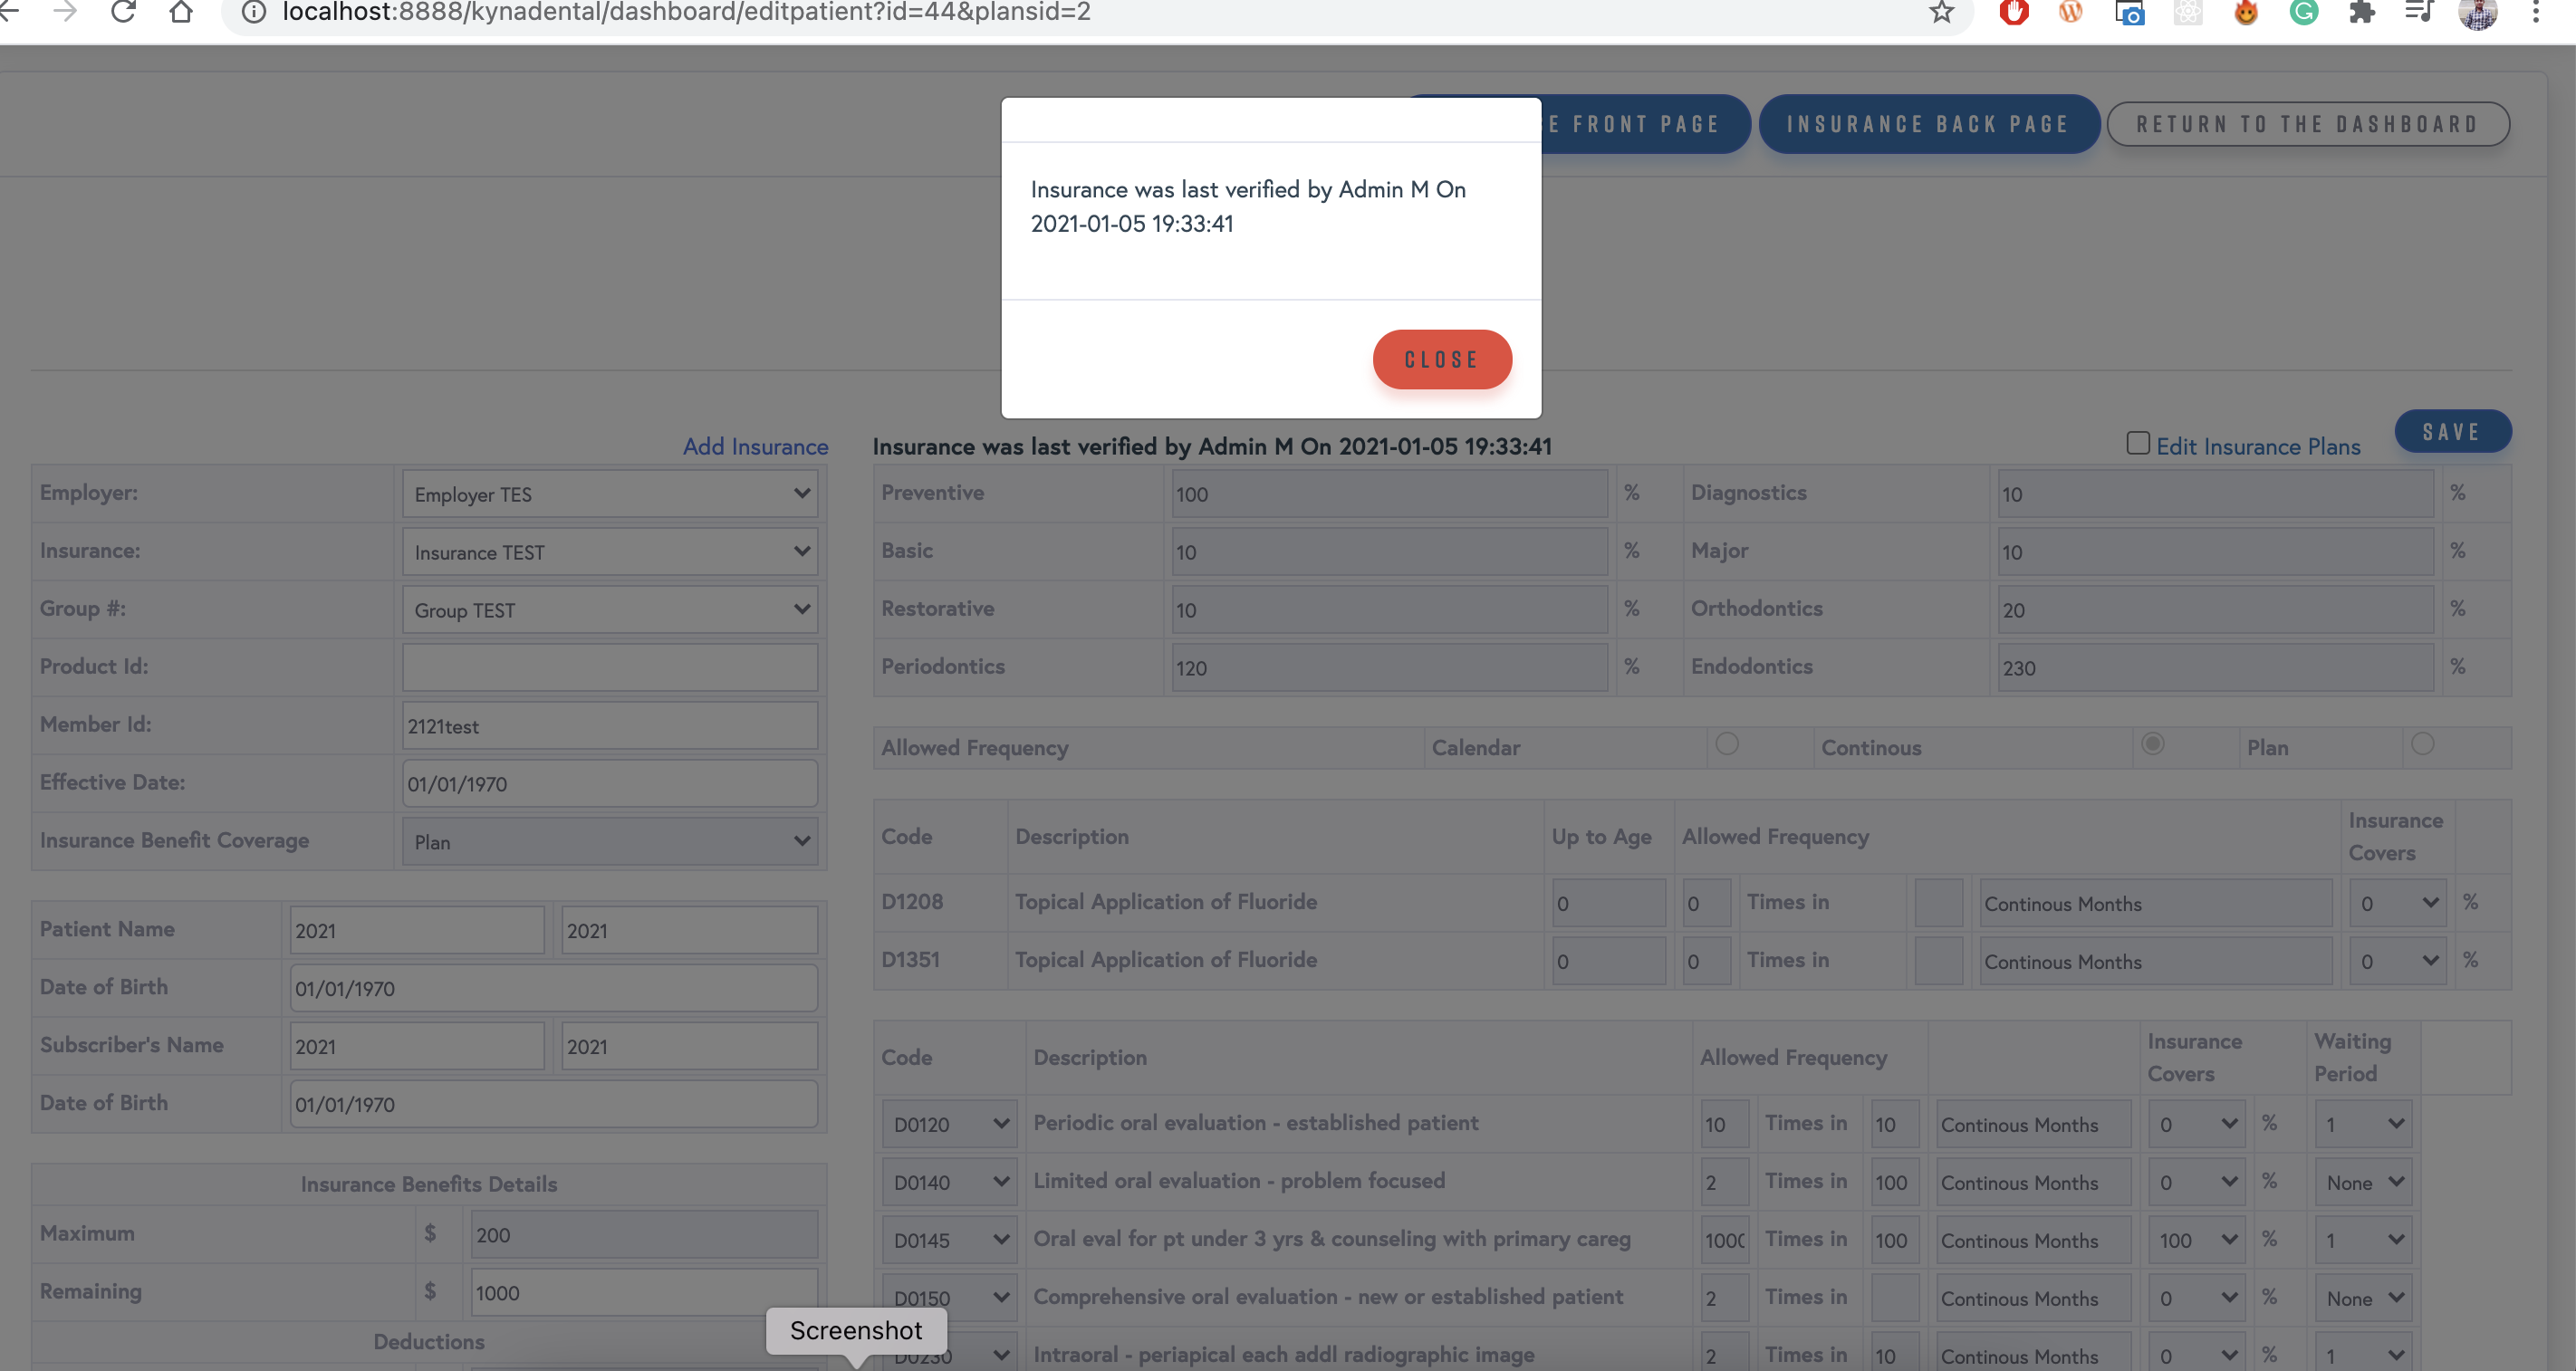 localhost:8888/kynadental/dashboard/editpatient?id=44&plansid=2
E FRONT PAGE
INSURANCE BACK PAGE
RETURN TO THE DASHBOARD
Insurance was last verified by Admin M On
2021-01-05 19:33:41
CLOSE
Add Insurance
Insurance was last verified by Admin M On 2021-01-05 19:33:41
Edit Insurance Plans
SAVE
Employer: Employer TES
Insurance: Insurance TEST
Group #: Group TEST
Product Id:
Member Id: 2121test
Effective Date: 01/01/1970
Insurance Benefit Coverage Plan
Patient Name 2021 2021
Date of Birth 01/01/1970
Subscriber's Name 2021 2021
Date of Birth 01/01/1970
Insurance Benefits Details
Maximum $ 200
Remaining $ 1000
Deductions
Screenshot
Preventive 100 % Diagnostics 10 %
Basic 10 % Major 10 %
Restorative 10 % Orthodontics 20 %
Periodontics 120 % Endodontics 230 %
Allowed Frequency Calendar Continous Plan
Code Description Up to Age Allowed Frequency Insurance Covers
D1208 Topical Application of Fluoride 0 0 Times in Continous Months 0 %
D1351 Topical Application of Fluoride 0 0 Times in Continous Months 0 %
Code Description Allowed Frequency Insurance Covers Waiting Period
D0120 Periodic oral evaluation - established patient 10 Times in 10 Continous Months 0 % 1
D0140 Limited oral evaluation - problem focused 2 Times in 100 Continous Months 0 % None
D0145 Oral eval for pt under 3 yrs & counseling with primary careg 1000 Times in 100 Continous Months 100 % 1
D0150 Comprehensive oral evaluation - new or established patient 2 Times in Continous Months 0 % None
D0230 Intraoral - periapical each addl radiographic image 2 Times in 10 Continous Months 0 % 1